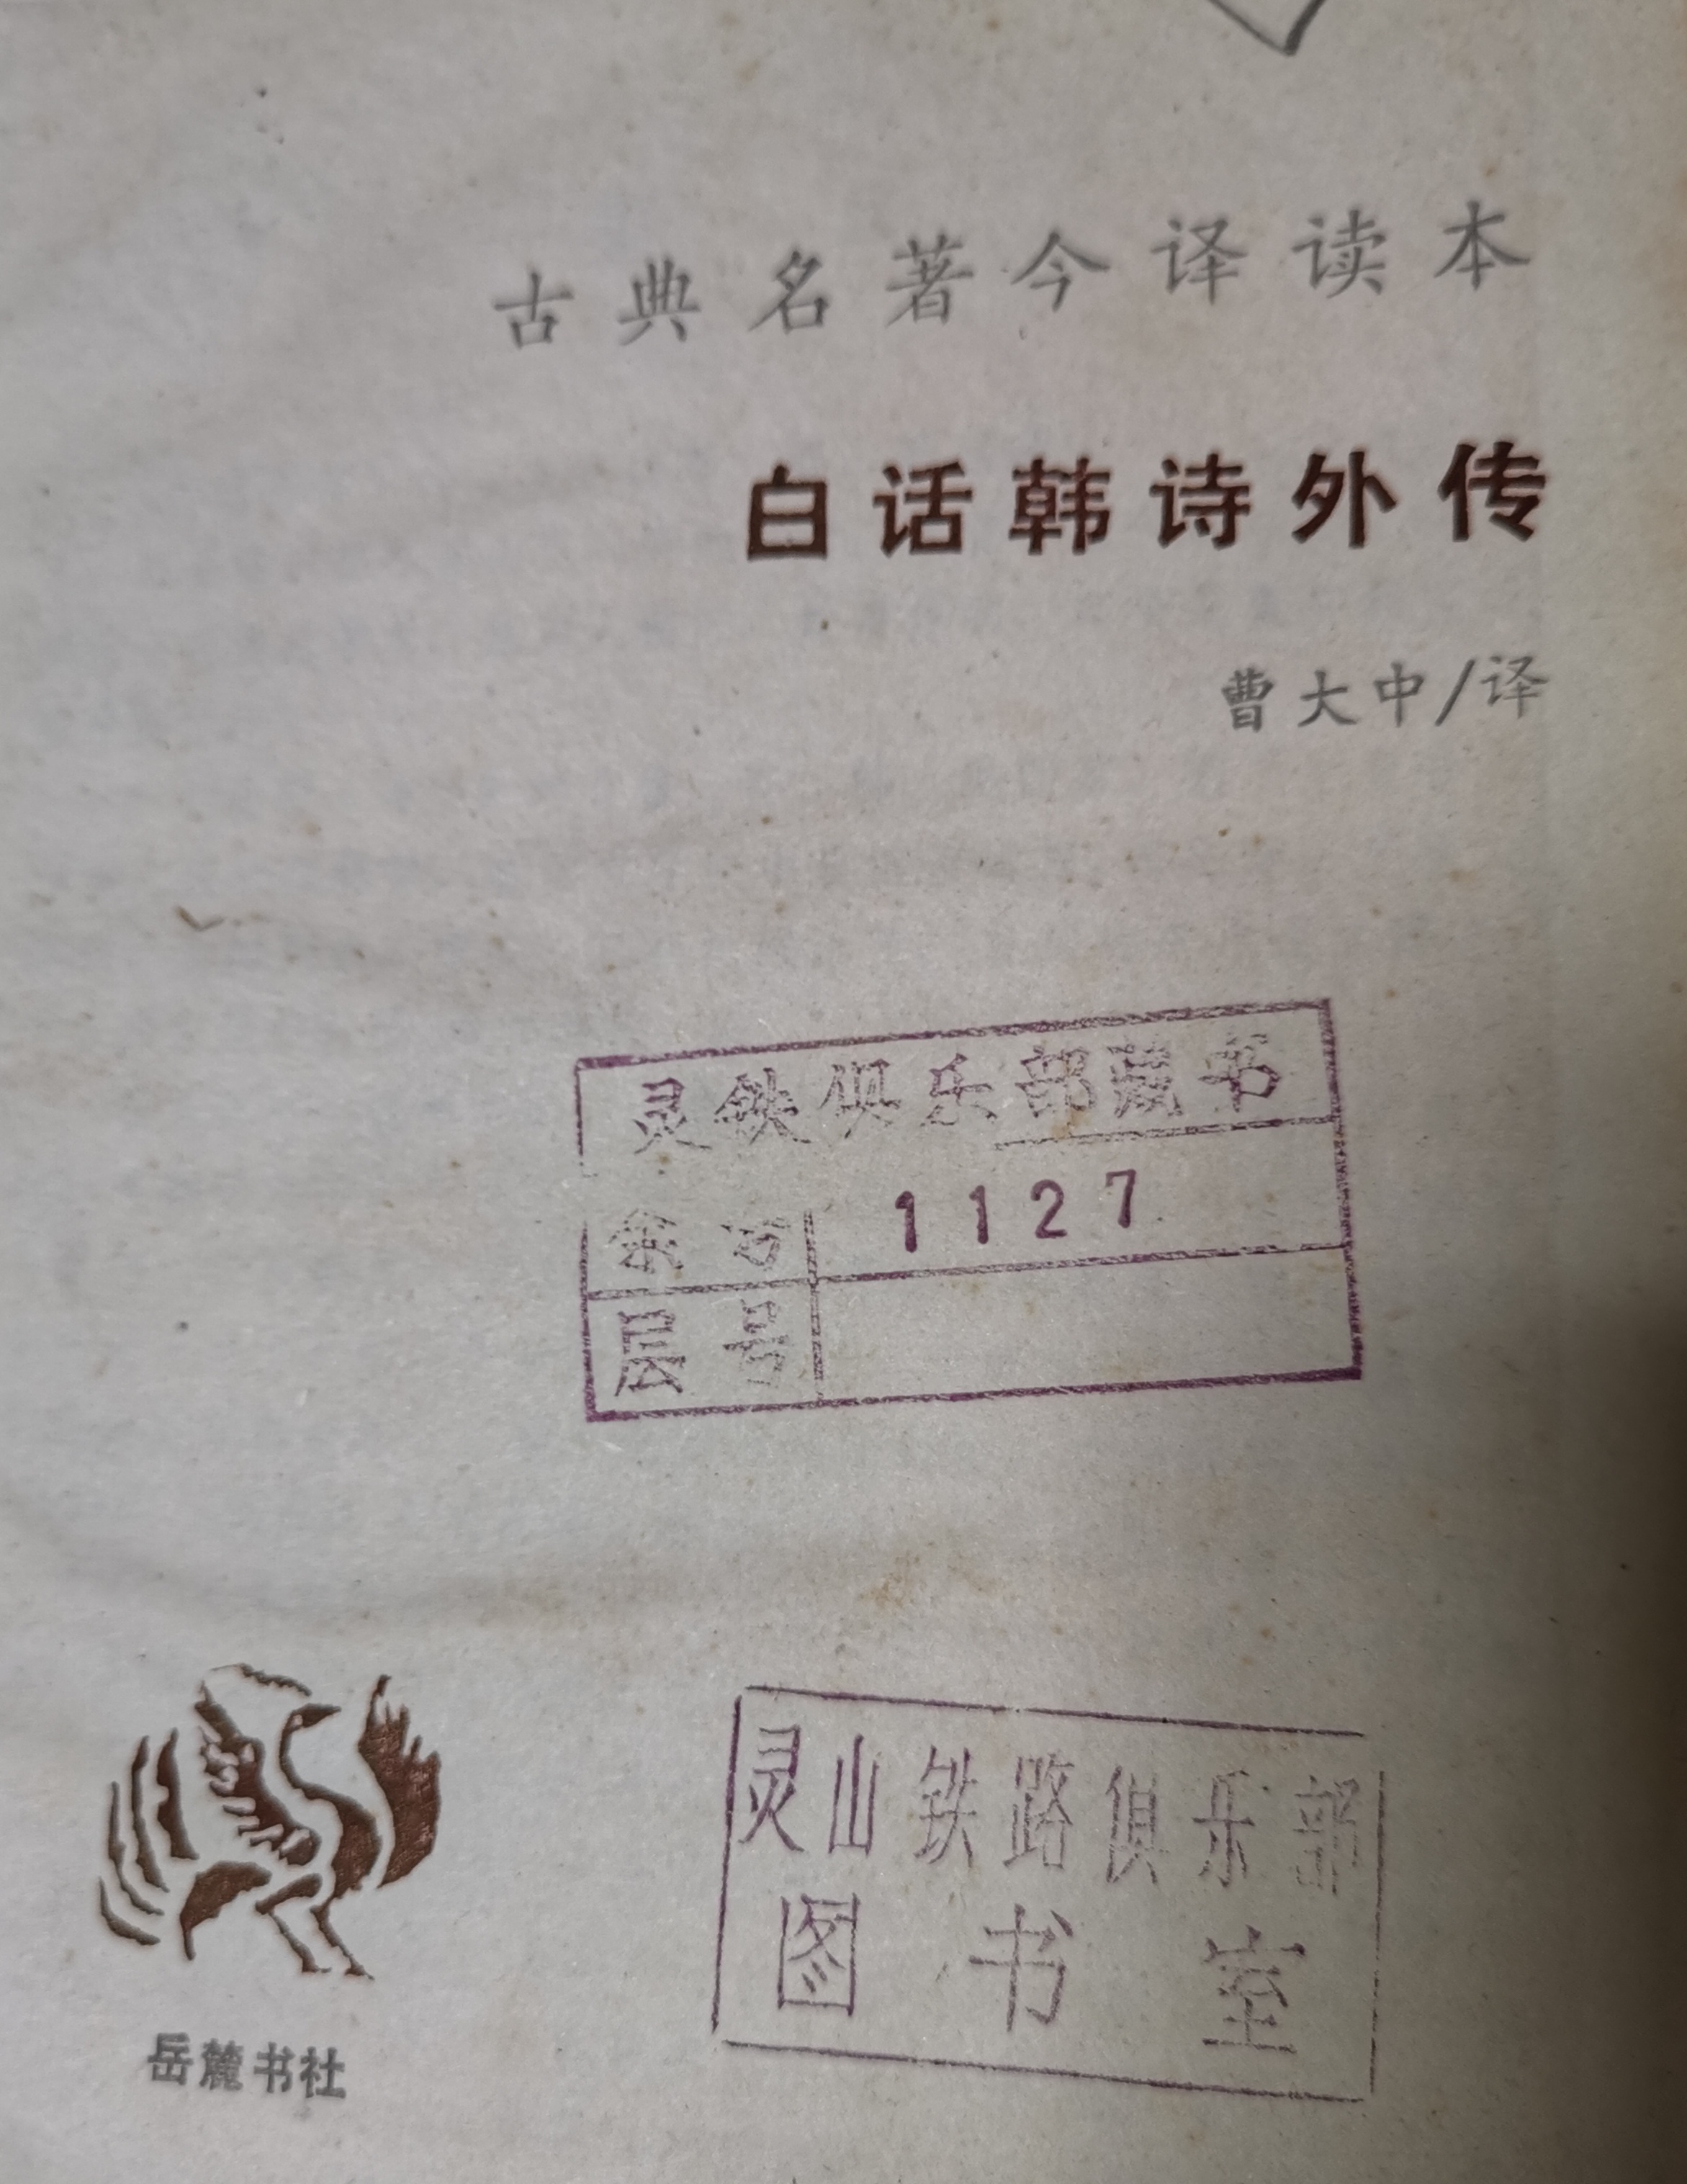 古典名著今译读本
白话韩诗外传
曹大中/译
灵铁俱乐部藏书
号 1127
层号
灵山铁路俱乐部
图书室
岳麓书社